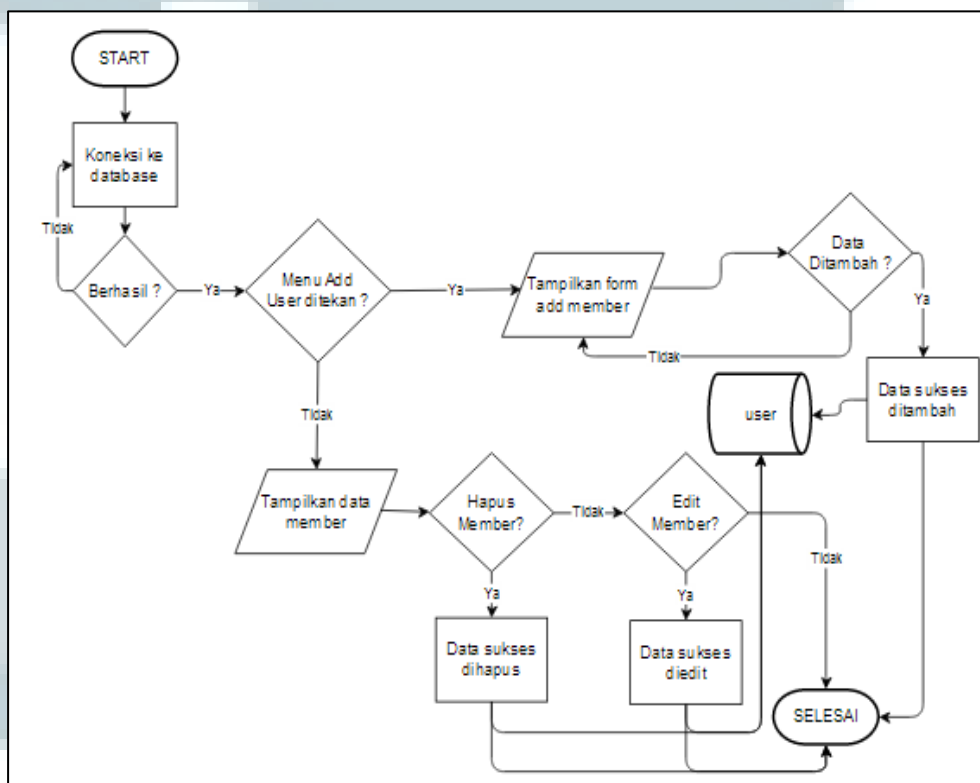 START
Koneksi ke
database
Tidak
Berhasil ?
Ya
Menu Add
User ditekan ?
Ya
Tampilkan form
add member
Data
Ditambah ?
Ya
Tidak
Data sukses
ditambah
user
Tidak
Tampilkan data
member
Hapus
Member?
Tidak
Edit
Member?
Tidak
Ya
Ya
Data sukses
dihapus
Data sukses
diedit
SELESAI